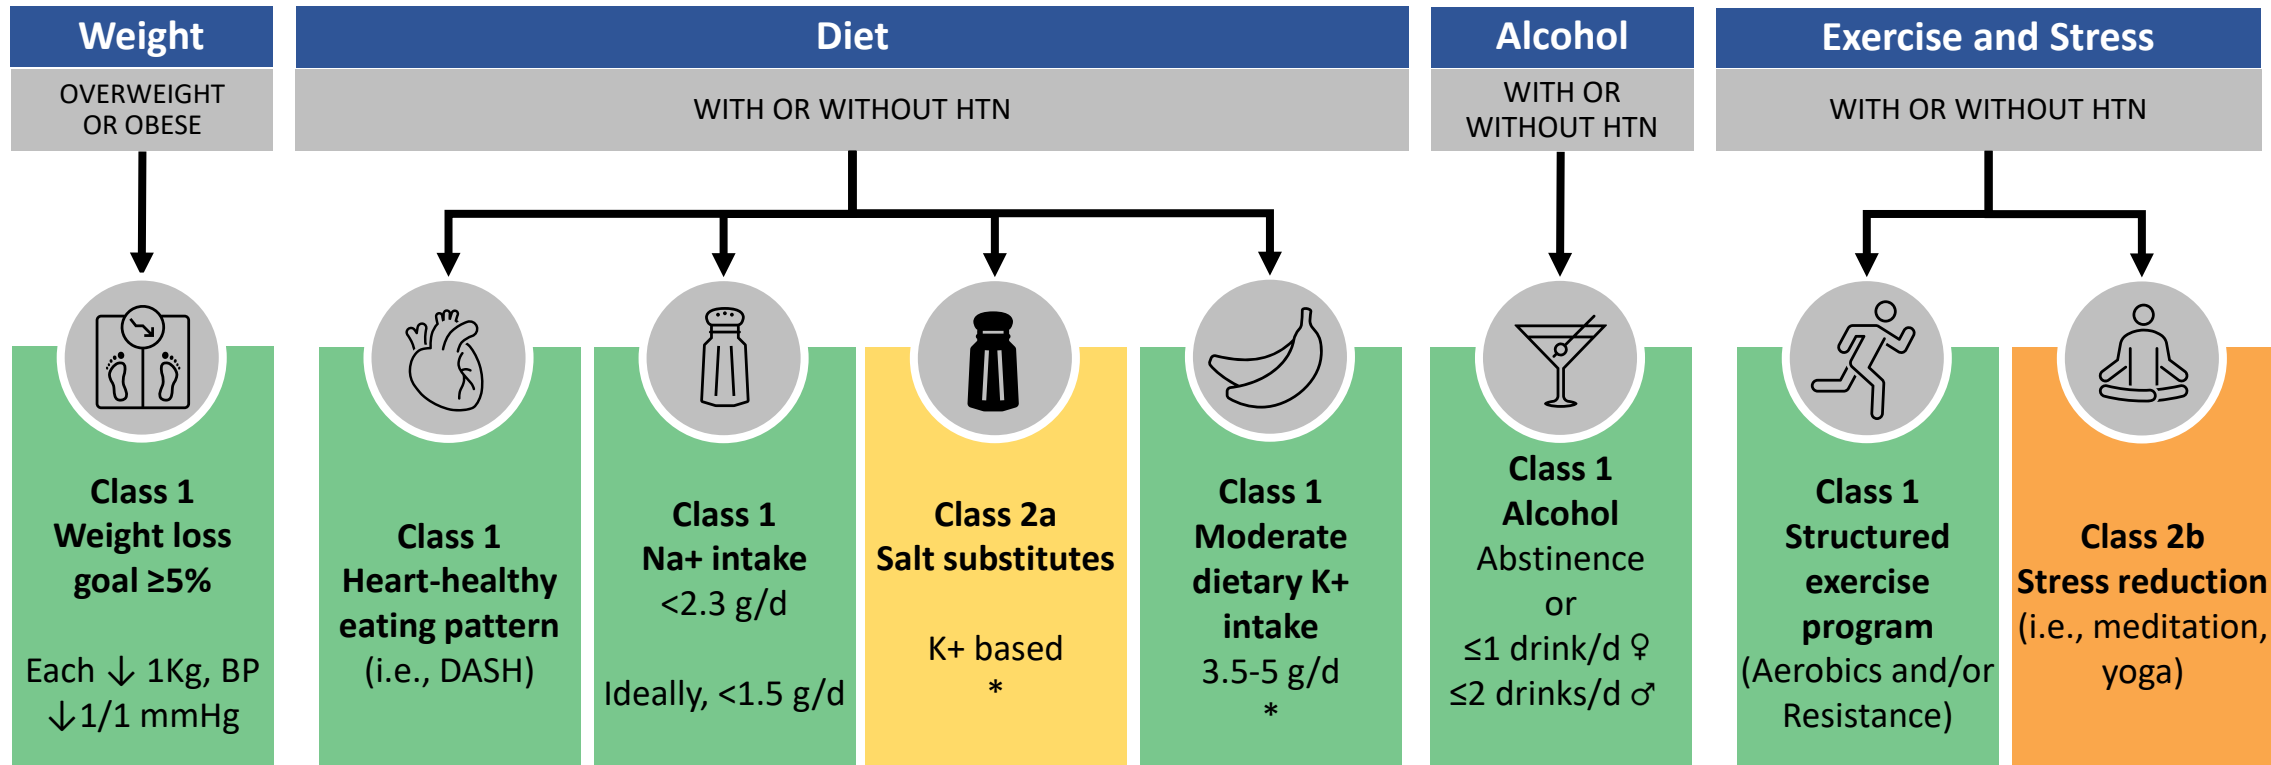 Weight
OVERWEIGHT
OR OBESE
Class 1
Weight loss
goal ≥5%
Each ↓ 1Kg, BP
↓1/1 mmHg
Diet
WITH OR WITHOUT HTN
Class 1
Heart-healthy
eating pattern
(i.e., DASH)
Class 1
Na+ intake
<2.3 g/d
Ideally, <1.5 g/d
Class 2a
Salt substitutes
K+ based
*
Class 1
Moderate
dietary K+
intake
3.5-5 g/d
*
Alcohol
WITH OR
WITHOUT HTN
Class 1
Alcohol
Abstinence
or
≤1 drink/d ♀
≤2 drinks/d ♂
Exercise and Stress
WITH OR WITHOUT HTN
Class 1
Structured
exercise
program
(Aerobics and/or
Resistance)
Class 2b
Stress reduction
(i.e., meditation,
yoga)